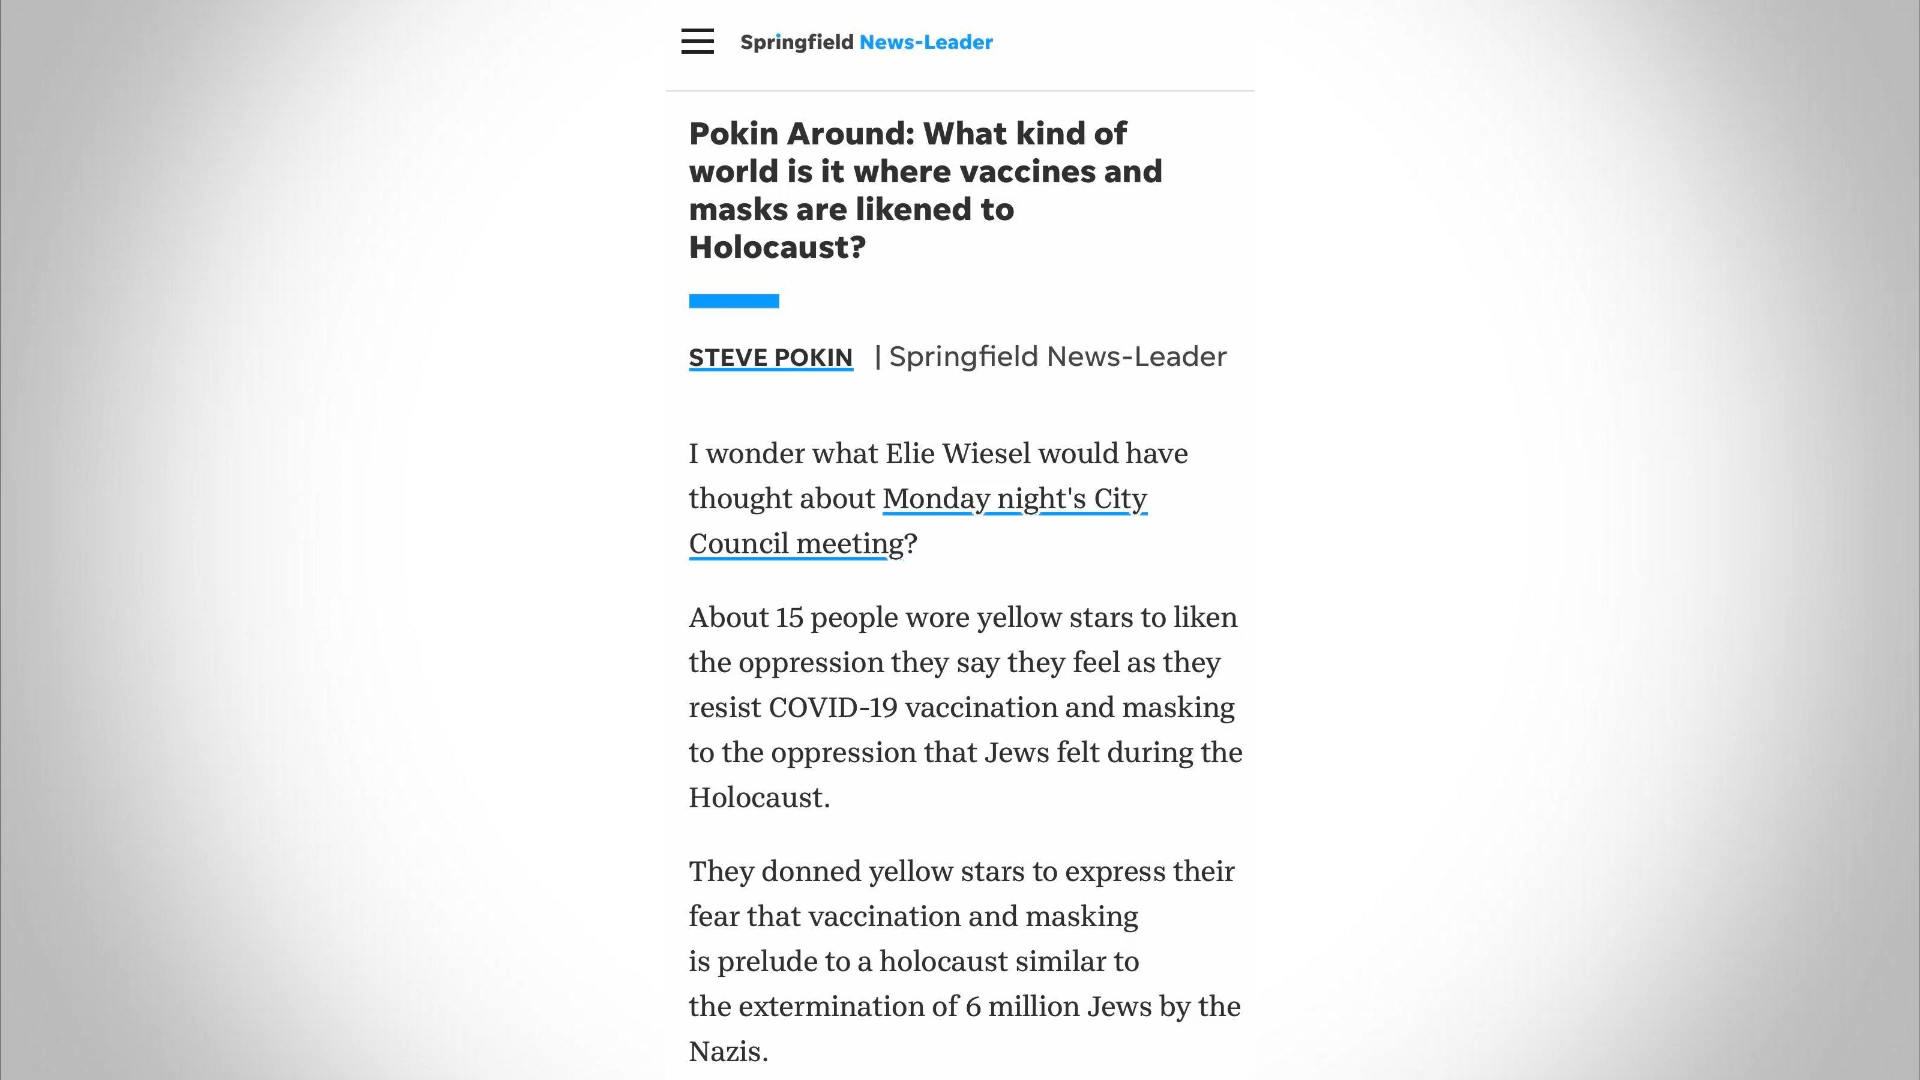 Springfield News-Leader
Pokin Around: What kind of
world is it where vaccines and
masks are likened to
Holocaust?
STEVE POKIN | Springfield News-Leader
I wonder what Elie Wiesel would have
thought about Monday night's City
Council meeting?
About 15 people wore yellow stars to liken
the oppression they say they feel as they
resist COVID-19 vaccination and masking
to the oppression that Jews felt during the
Holocaust.
They donned yellow stars to express their
fear that vaccination and masking
is prelude to a holocaust similar to
the extermination of 6 million Jews by the
Nazis.